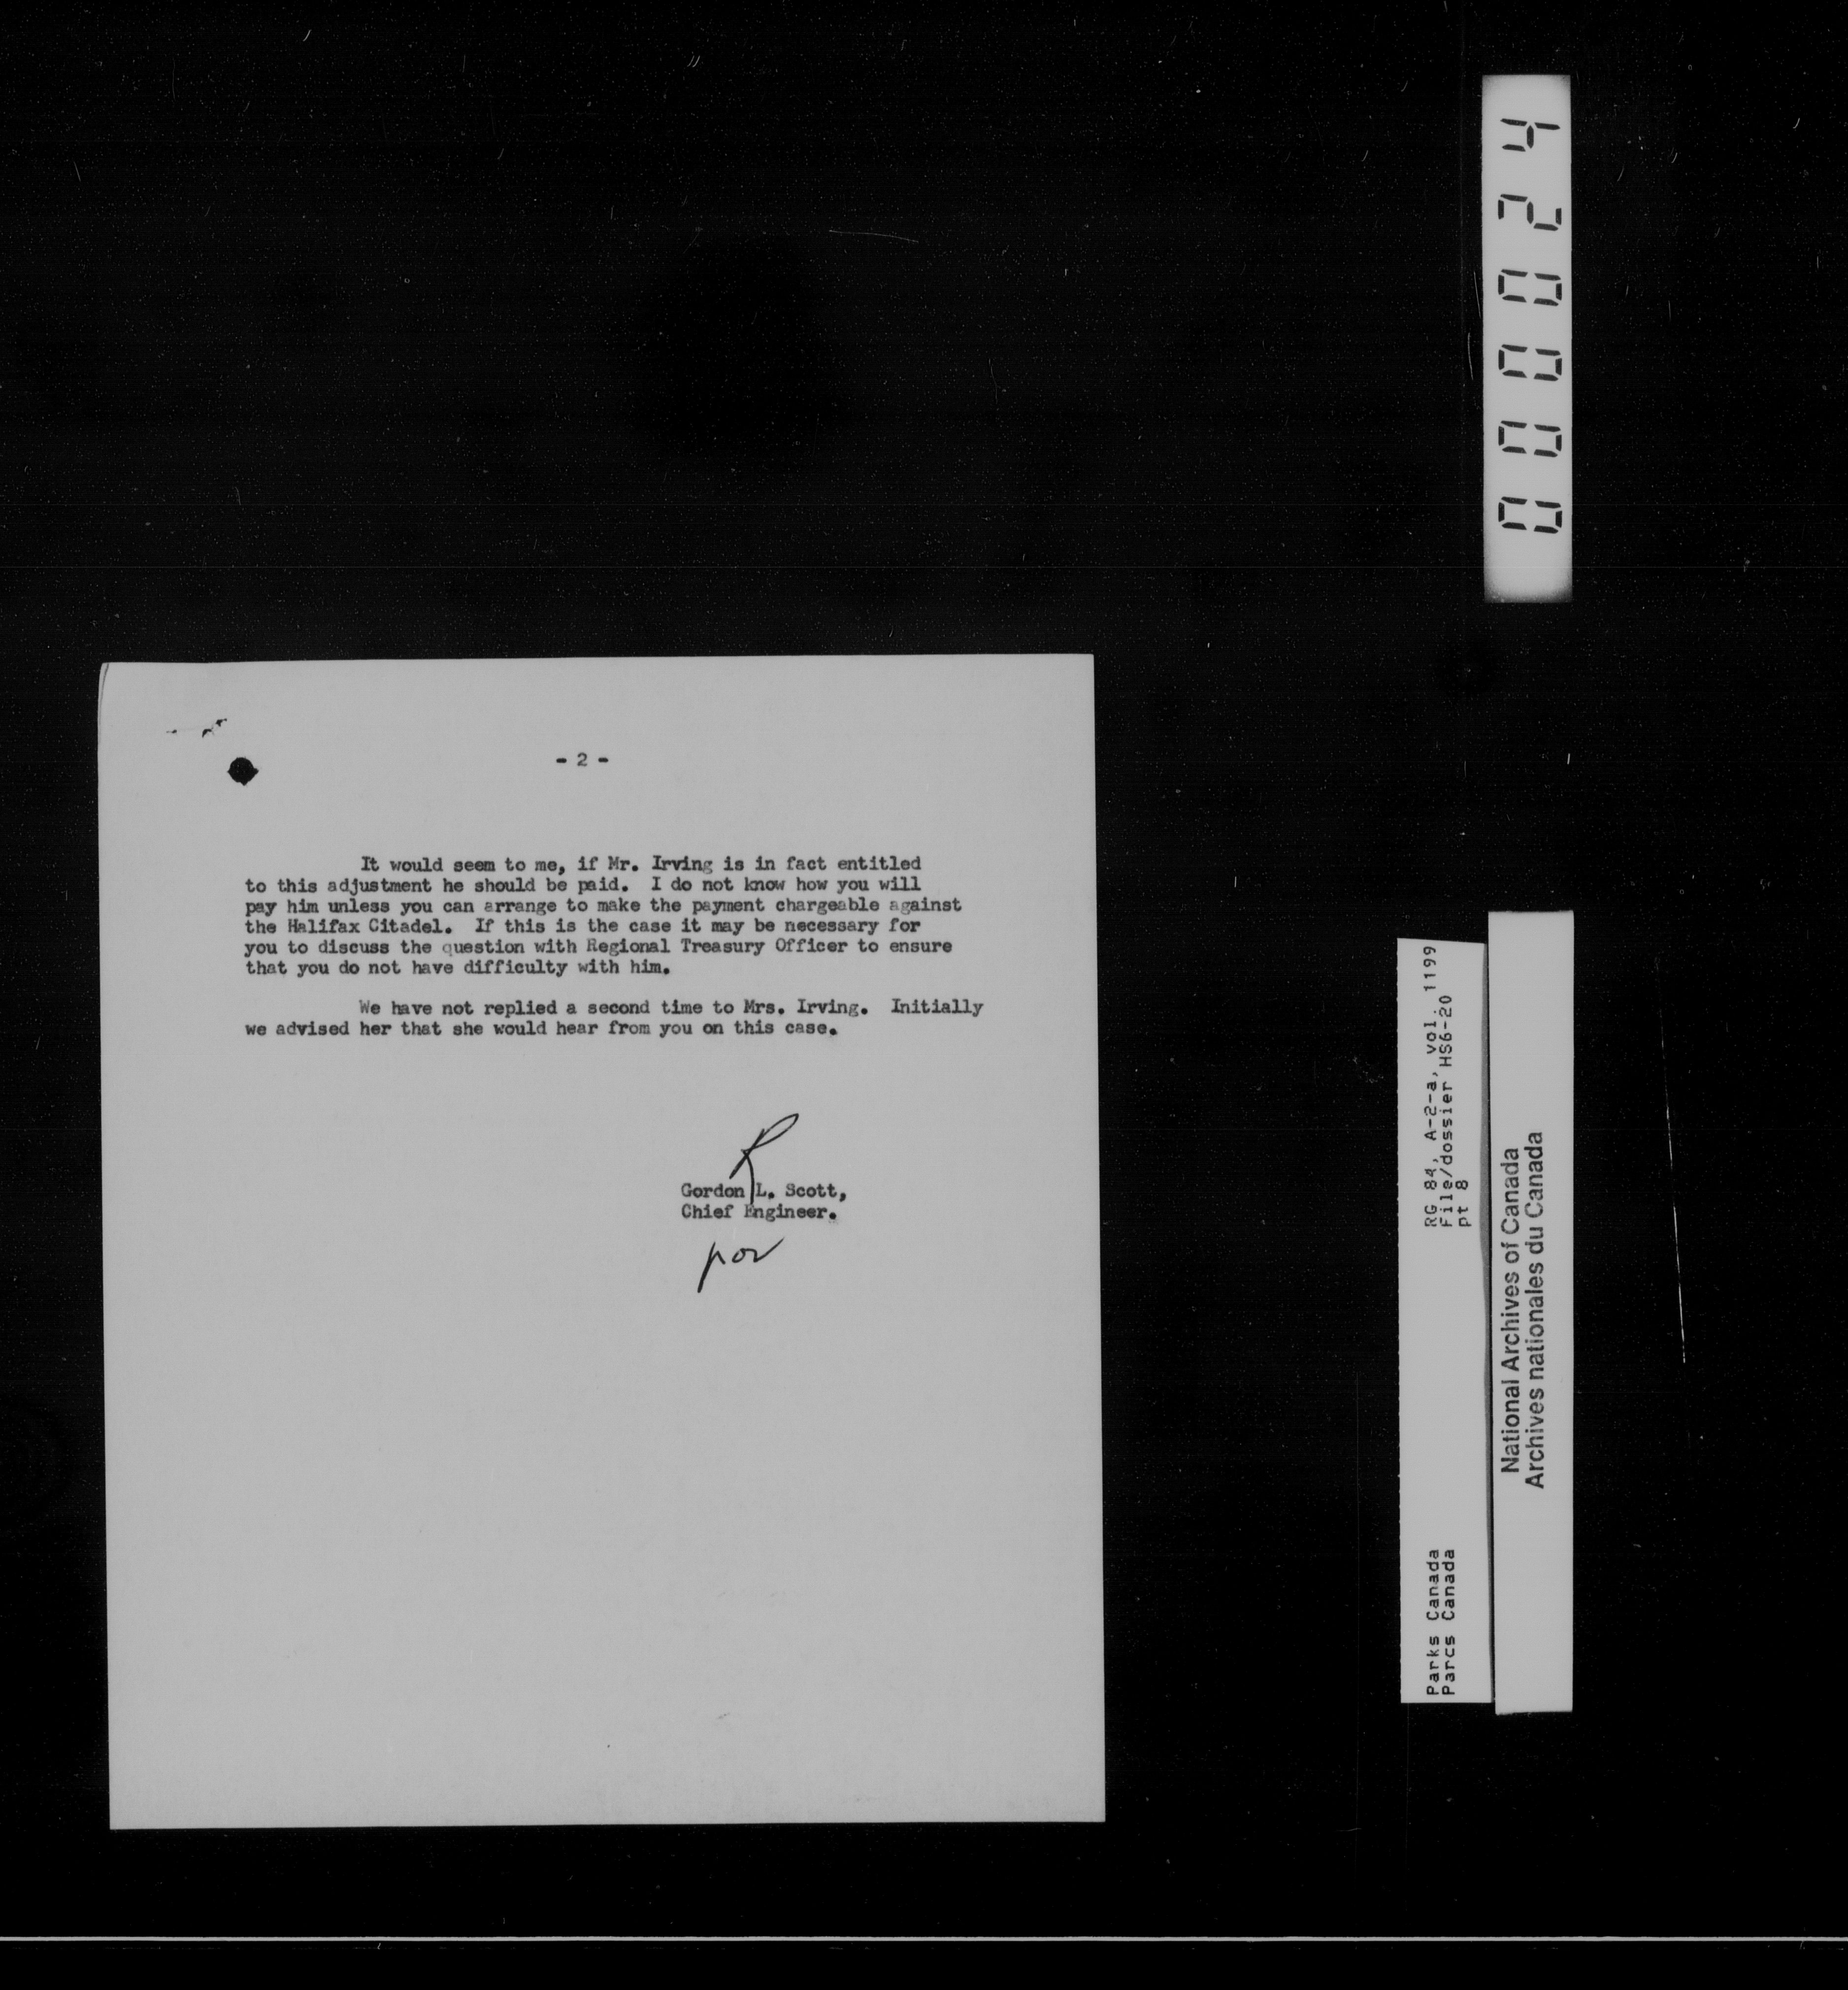 - 2 -
It would seem to me, if Mr. Irving is in fact entitled
to this adjustment he should be paid. I do not know how you will
pay him unless you can arrange to make the payment chargeable against
the Halifax Citadel. If this is the case it may be necessary for
you to discuss the question with Regional Treasury Officer to ensure
that you do not have difficulty with him.
We have not replied a second time to Mrs. Irving. Initially
we advised her that she would hear from you on this case.
Gordon L. Scott,
Chief Engineer.
000024
RG 84, A-2-a, vol. 1199
File/dossier HS6-20
pt 8
Parks Canada
Parcs Canada
National Archives of Canada
Archives nationales du Canada